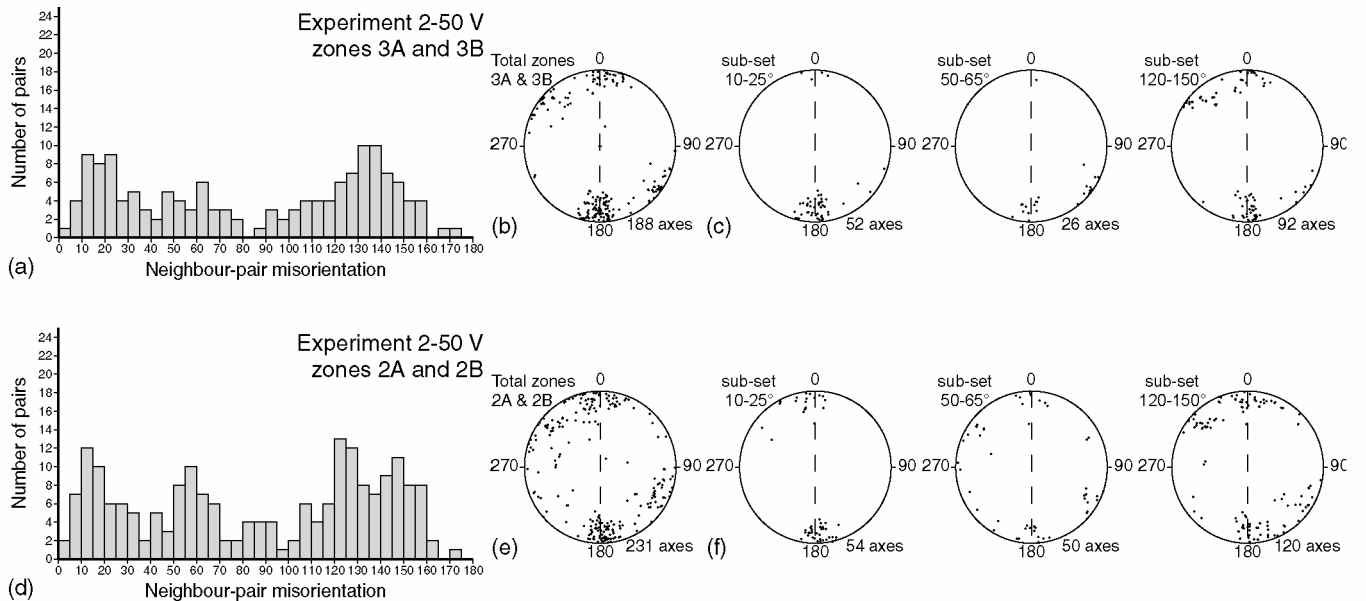 Experiment 2-50 V
zones 3A and 3B
Number of pairs
24
22
20
18
16
14
12
10
8
6
4
2
0
0 10 20 30 40 50 60 70 80 90 100 110 120 130 140 150 160 170 180
Neighbour-pair misorientation
(a)
Total zones
3A & 3B
0
270
90
180
188 axes
(b)
sub-set
10-25°
0
270
90
180
52 axes
(c)
sub-set
50-65°
0
270
90
180
26 axes
sub-set
120-150°
0
270
90
180
92 axes
Experiment 2-50 V
zones 2A and 2B
Number of pairs
24
22
20
18
16
14
12
10
8
6
4
2
0
0 10 20 30 40 50 60 70 80 90 100 110 120 130 140 150 160 170 180
Neighbour-pair misorientation
(d)
Total zones
2A & 2B
0
270
90
180
231 axes
(e)
sub-set
10-25°
0
270
90
180
54 axes
(f)
sub-set
50-65°
0
270
90
180
50 axes
sub-set
120-150°
0
270
90
180
120 axes